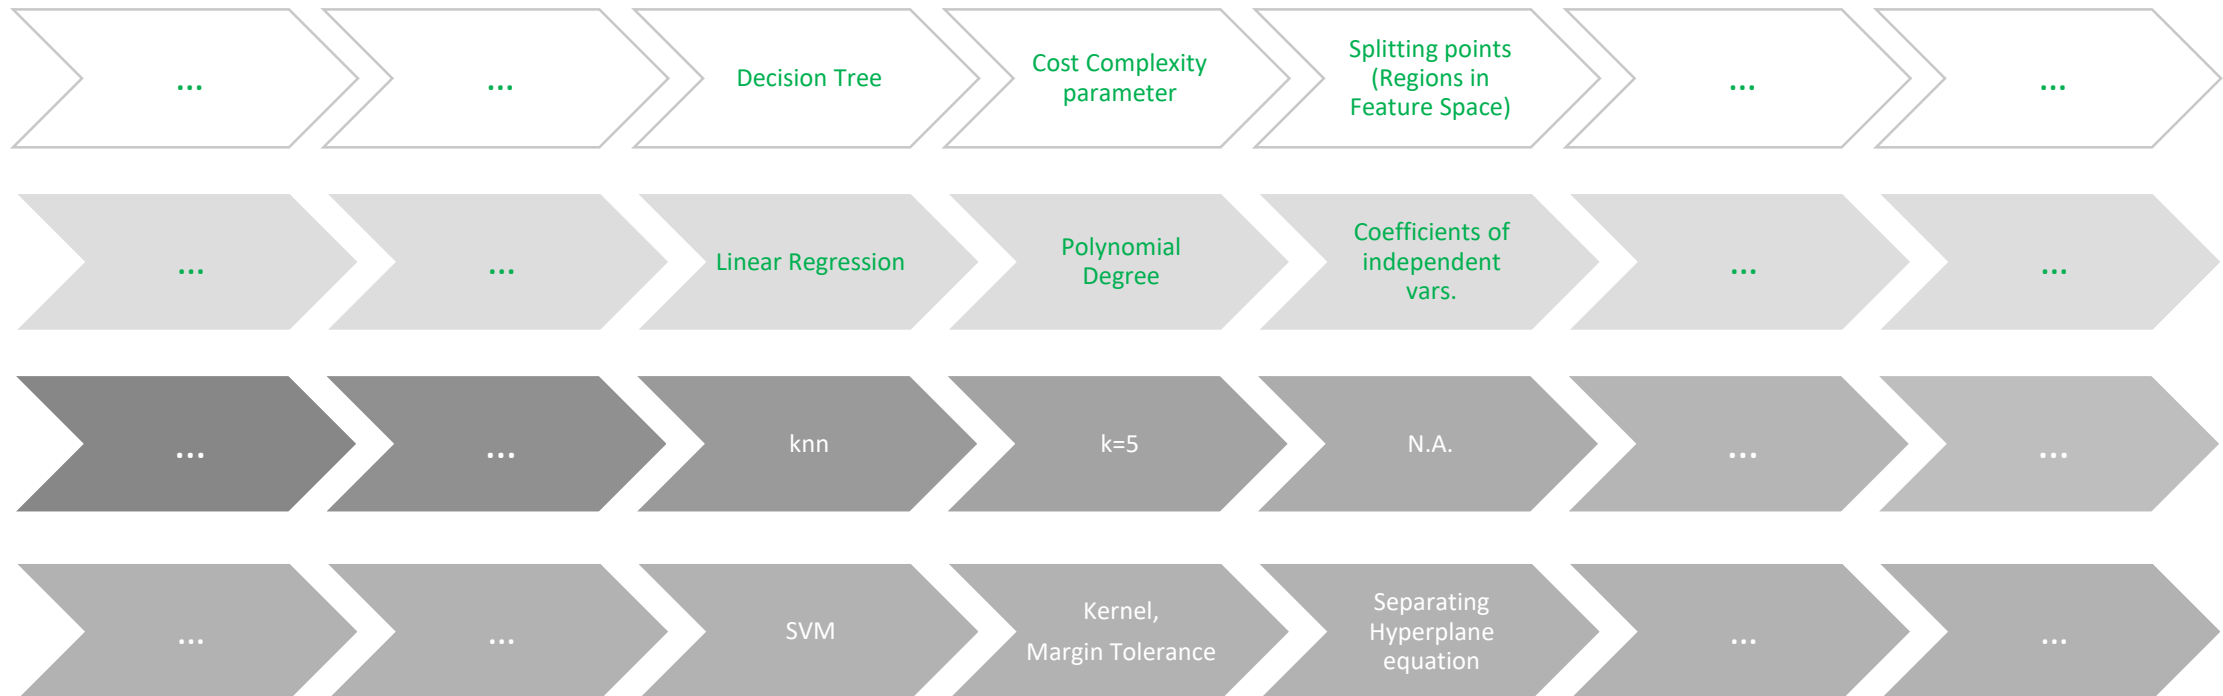 ...
...
Decision Tree
Cost Complexity
parameter
Splitting points
(Regions in
Feature Space)
...
...
...
...
Linear Regression
Polynomial
Degree
Coefficients of
independent
vars.
...
...
...
...
knn
k=5
N.A.
...
...
...
...
SVM
Kernel,
Margin Tolerance
Separating
Hyperplane
equation
...
...